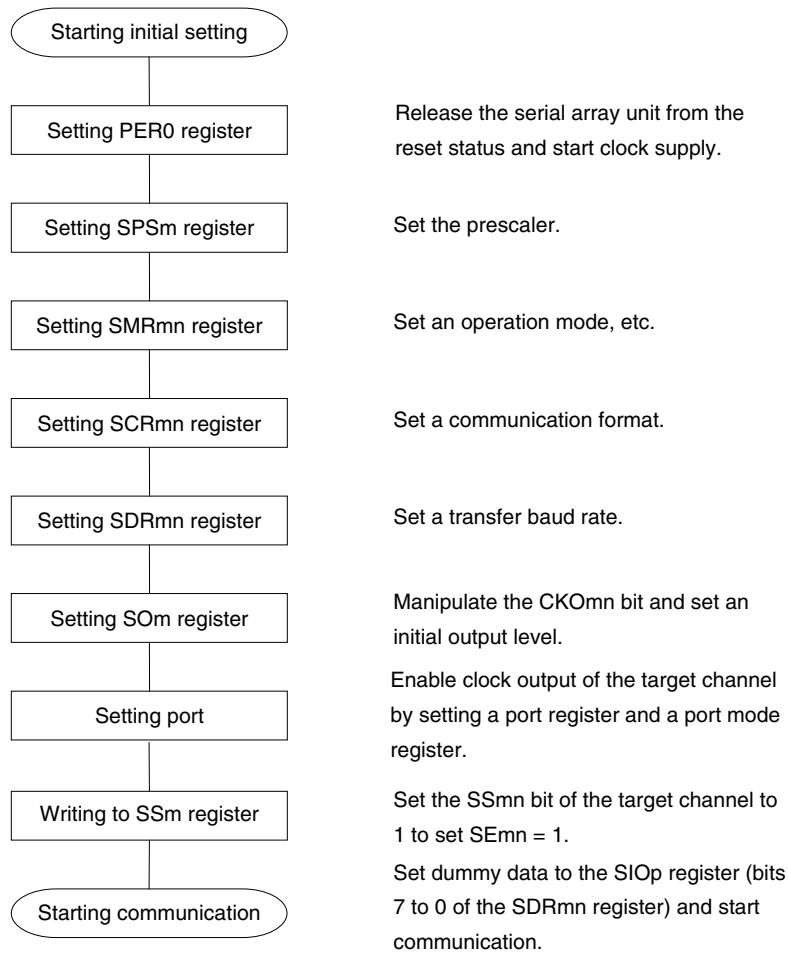 Starting initial setting
Setting PER0 register
Release the serial array unit from the
reset status and start clock supply.
Setting SPSm register
Set the prescaler.
Setting SMRmn register
Set an operation mode, etc.
Setting SCRmn register
Set a communication format.
Setting SDRmn register
Set a transfer baud rate.
Setting SOm register
Manipulate the CKOmn bit and set an
initial output level.
Setting port
Enable clock output of the target channel
by setting a port register and a port mode
register.
Writing to SSm register
Set the SSmn bit of the target channel to
1 to set SEmn = 1.
Starting communication
Set dummy data to the SIOp register (bits
7 to 0 of the SDRmn register) and start
communication.